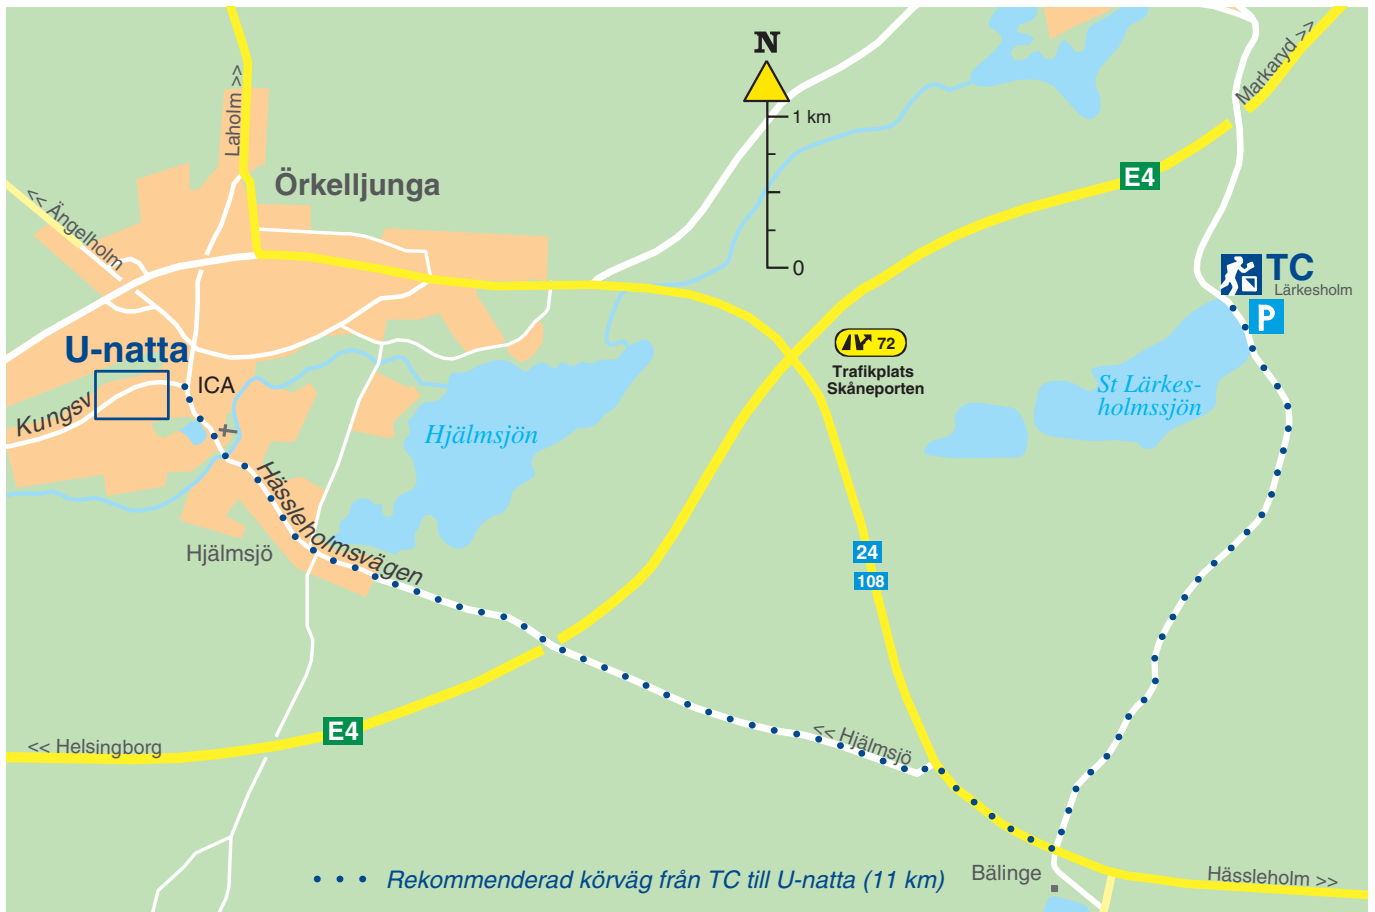 N
Markaryd >>
1 km
Laholm >>
E4
Örkelljunga
<< Ängelholm
0
TC
Lärkesholm
P
72
Trafikplats
Skåneporten
U-natta
ICA
Kungsv
St Lärkes-
holmssjön
Hjälmsjön
Hässleholmsvägen
Hjälmsjö
24
108
E4
<< Hjälmsjö
<< Helsingborg
Bälinge
Hässleholm >>
Rekommenderad körväg från TC till U-natta (11 km)